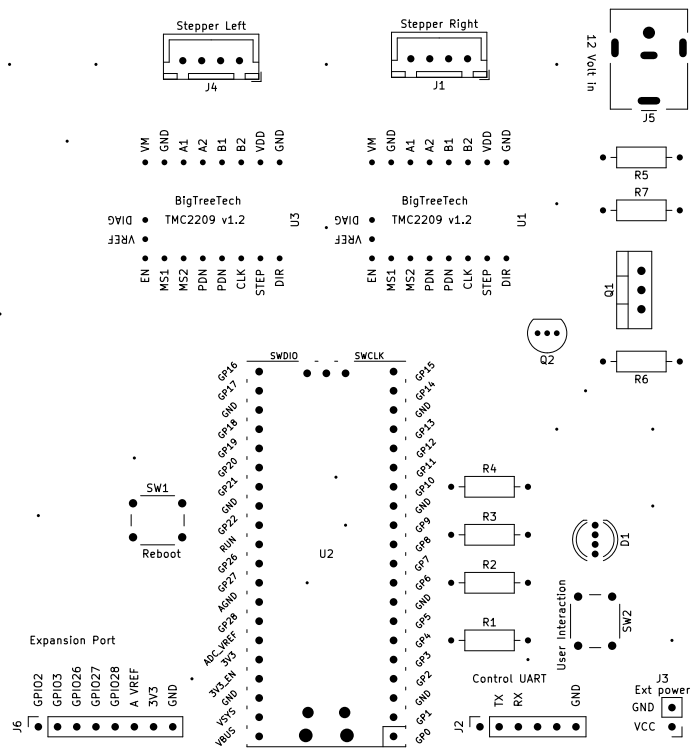 Stepper Left
J4
Stepper Right
J1
12 Volt in
J5
VM GND A1 A2 B1 B2 VDD GND
BigTreeTech
TMC2209 v1.2
U3
DIAG
VREF
EN MS1 MS2 PDN PDN CLK STEP DIR
VM GND A1 A2 B1 B2 VDD GND
BigTreeTech
TMC2209 v1.2
U1
DIAG
VREF
EN MS1 MS2 PDN PDN CLK STEP DIR
R5
R7
Q1
Q2
R6
SWDIO
SWCLK
GP16
GP17
GND
GP18
GP19
GP20
GP21
GND
GP22
RUN
GP26
GP27
AGND
GP28
ADC_VREF
3V3
3V3_EN
GND
VSYS
VBUS
U2
GP15
GP14
GND
GP13
GP12
GP11
GP10
GND
GP9
GP8
GP7
GP6
GND
GP5
GP4
GP3
GP2
GND
GP1
GP0
SW1
Reboot
R4
R3
R2
R1
D1
User Interaction
SW2
Expansion Port
GPIO2 GPIO3 GPIO26 GPIO27 GPIO28 A VREF 3V3 GND
J6
Control UART
TX RX GND
J2
J3
Ext power
GND
VCC